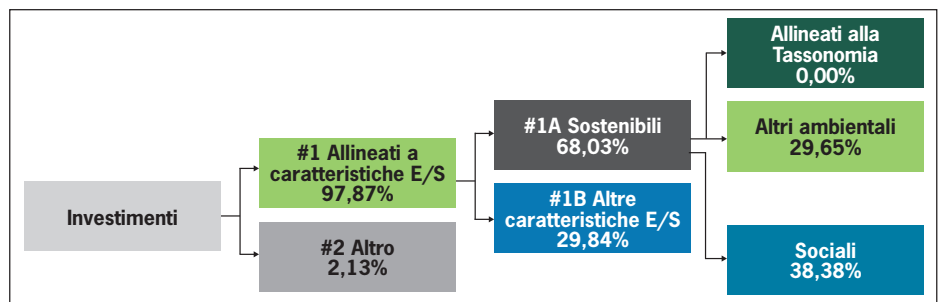 Investimenti
#1 Allineati a
caratteristiche E/S
97,87%
#2 Altro
2,13%
#1A Sostenibili
68,03%
#1B Altre
caratteristiche E/S
29,84%
Allineati alla
Tassonomia
0,00%
Altri ambientali
29,65%
Sociali
38,38%